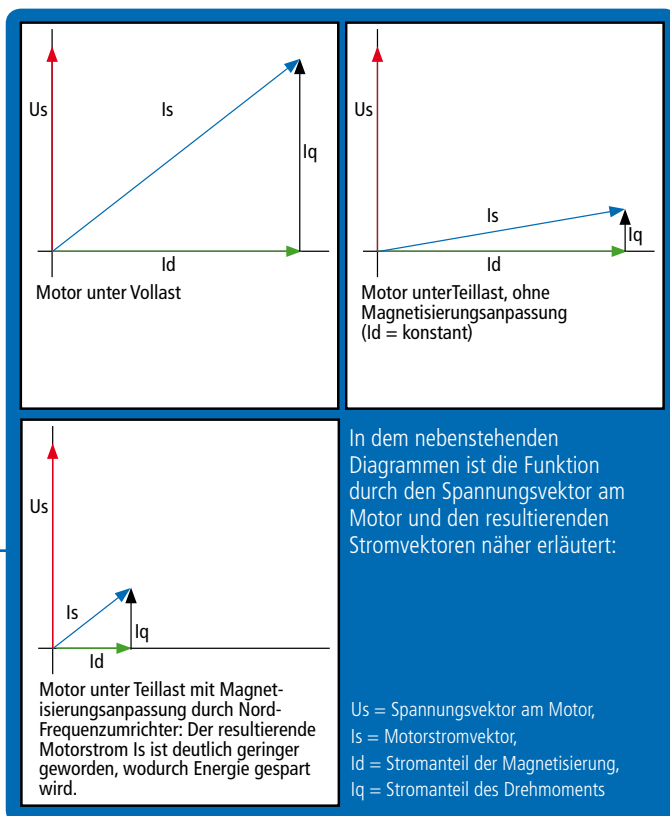 Us
Is
Iq
Id
Motor unter Vollast
Us
Is
Iq
Id
Motor unterTeillast, ohne
Magnetisierungsanpassung
(Id = konstant)
Us
Is
Iq
Id
Motor unter Teillast mit Magnet-
isierungsanpassung durch Nord-
Frequenzumrichter: Der resultierende
Motorstrom Is ist deutlich geringer
geworden, wodurch Energie gespart
wird.
In dem nebenstehenden
Diagrammen ist die Funktion
durch den Spannungsvektor am
Motor und den resultierenden
Stromvektoren näher erläutert:
Us = Spannungsvektor am Motor,
Is = Motorstromvektor,
Id = Stromanteil der Magnetisierung,
Iq = Stromanteil des Drehmoments